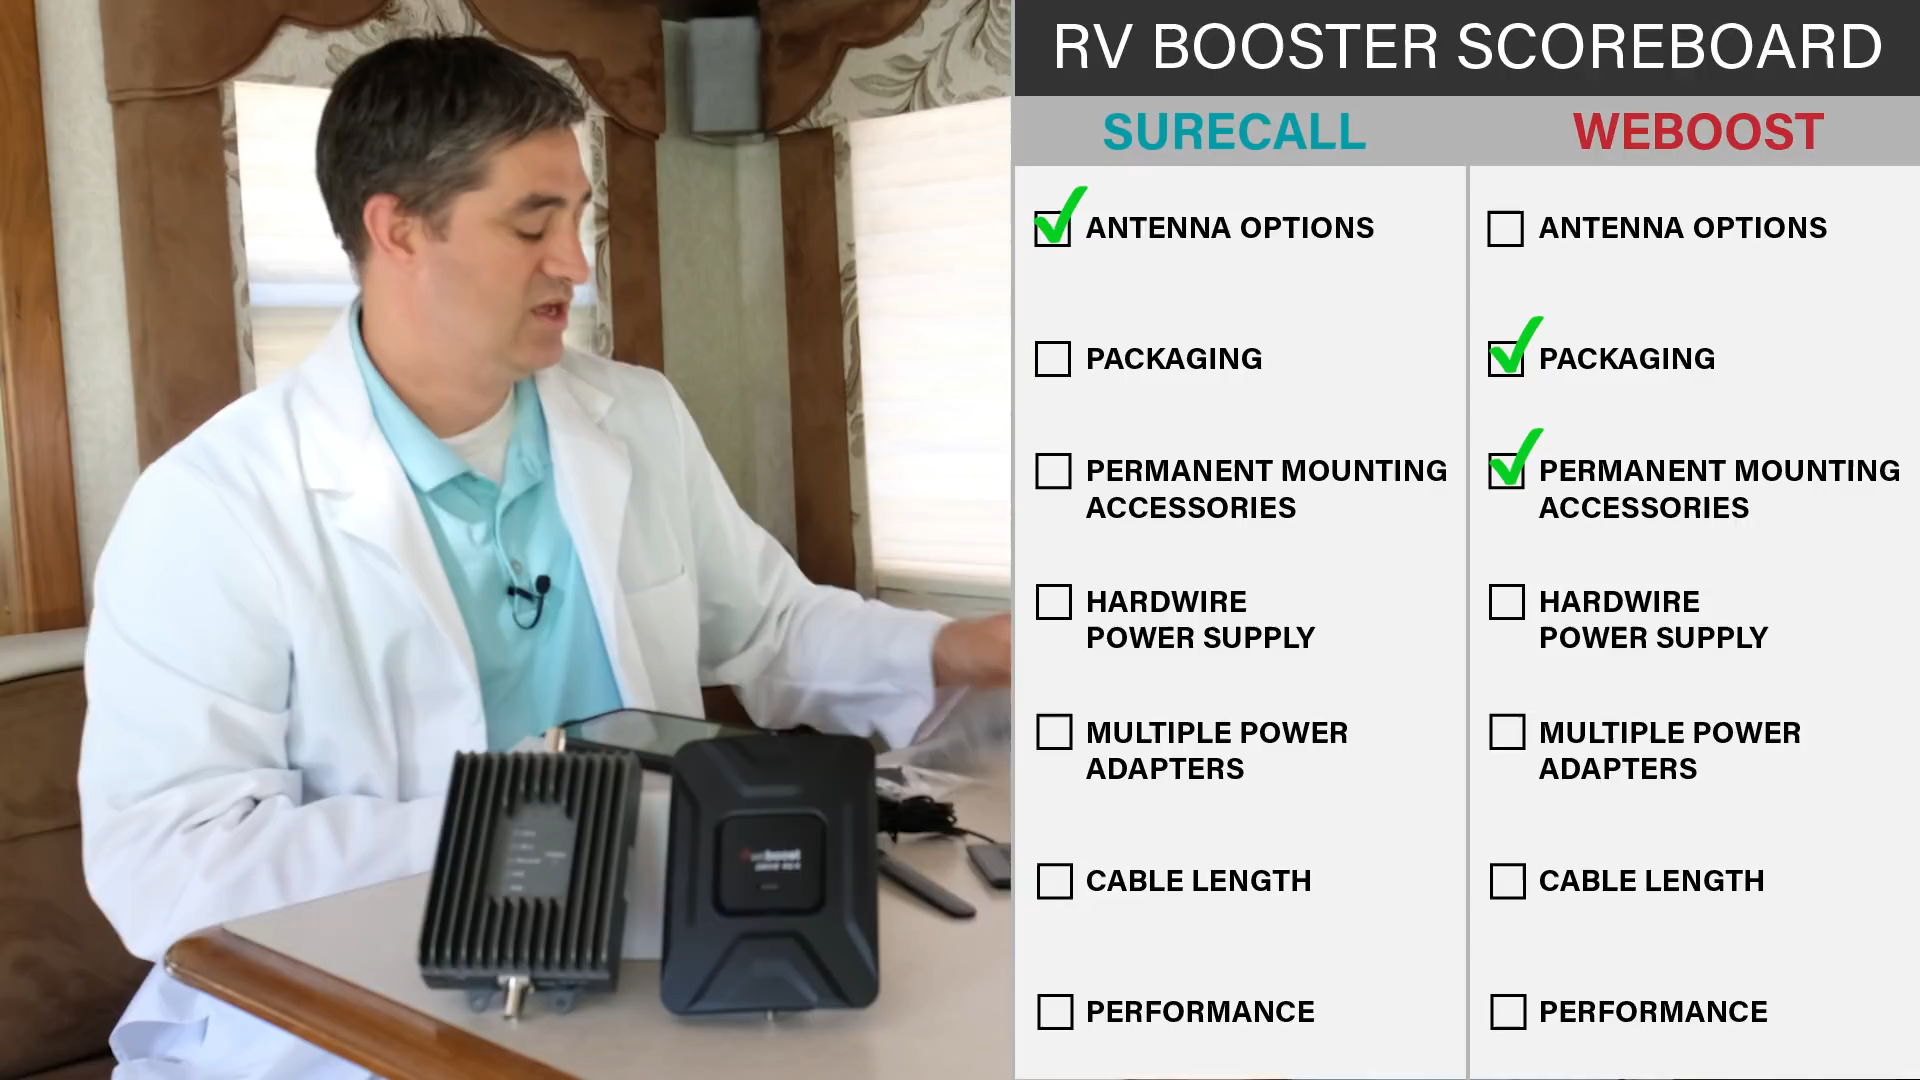 RV BOOSTER SCOREBOARD
SURECALL
WEBOOST
ANTENNA OPTIONS
PACKAGING
PERMANENT MOUNTING
ACCESSORIES
HARDWIRE
POWER SUPPLY
MULTIPLE POWER
ADAPTERS
CABLE LENGTH
PERFORMANCE
ANTENNA OPTIONS
PACKAGING
PERMANENT MOUNTING
ACCESSORIES
HARDWIRE
POWER SUPPLY
MULTIPLE POWER
ADAPTERS
CABLE LENGTH
PERFORMANCE
weboost